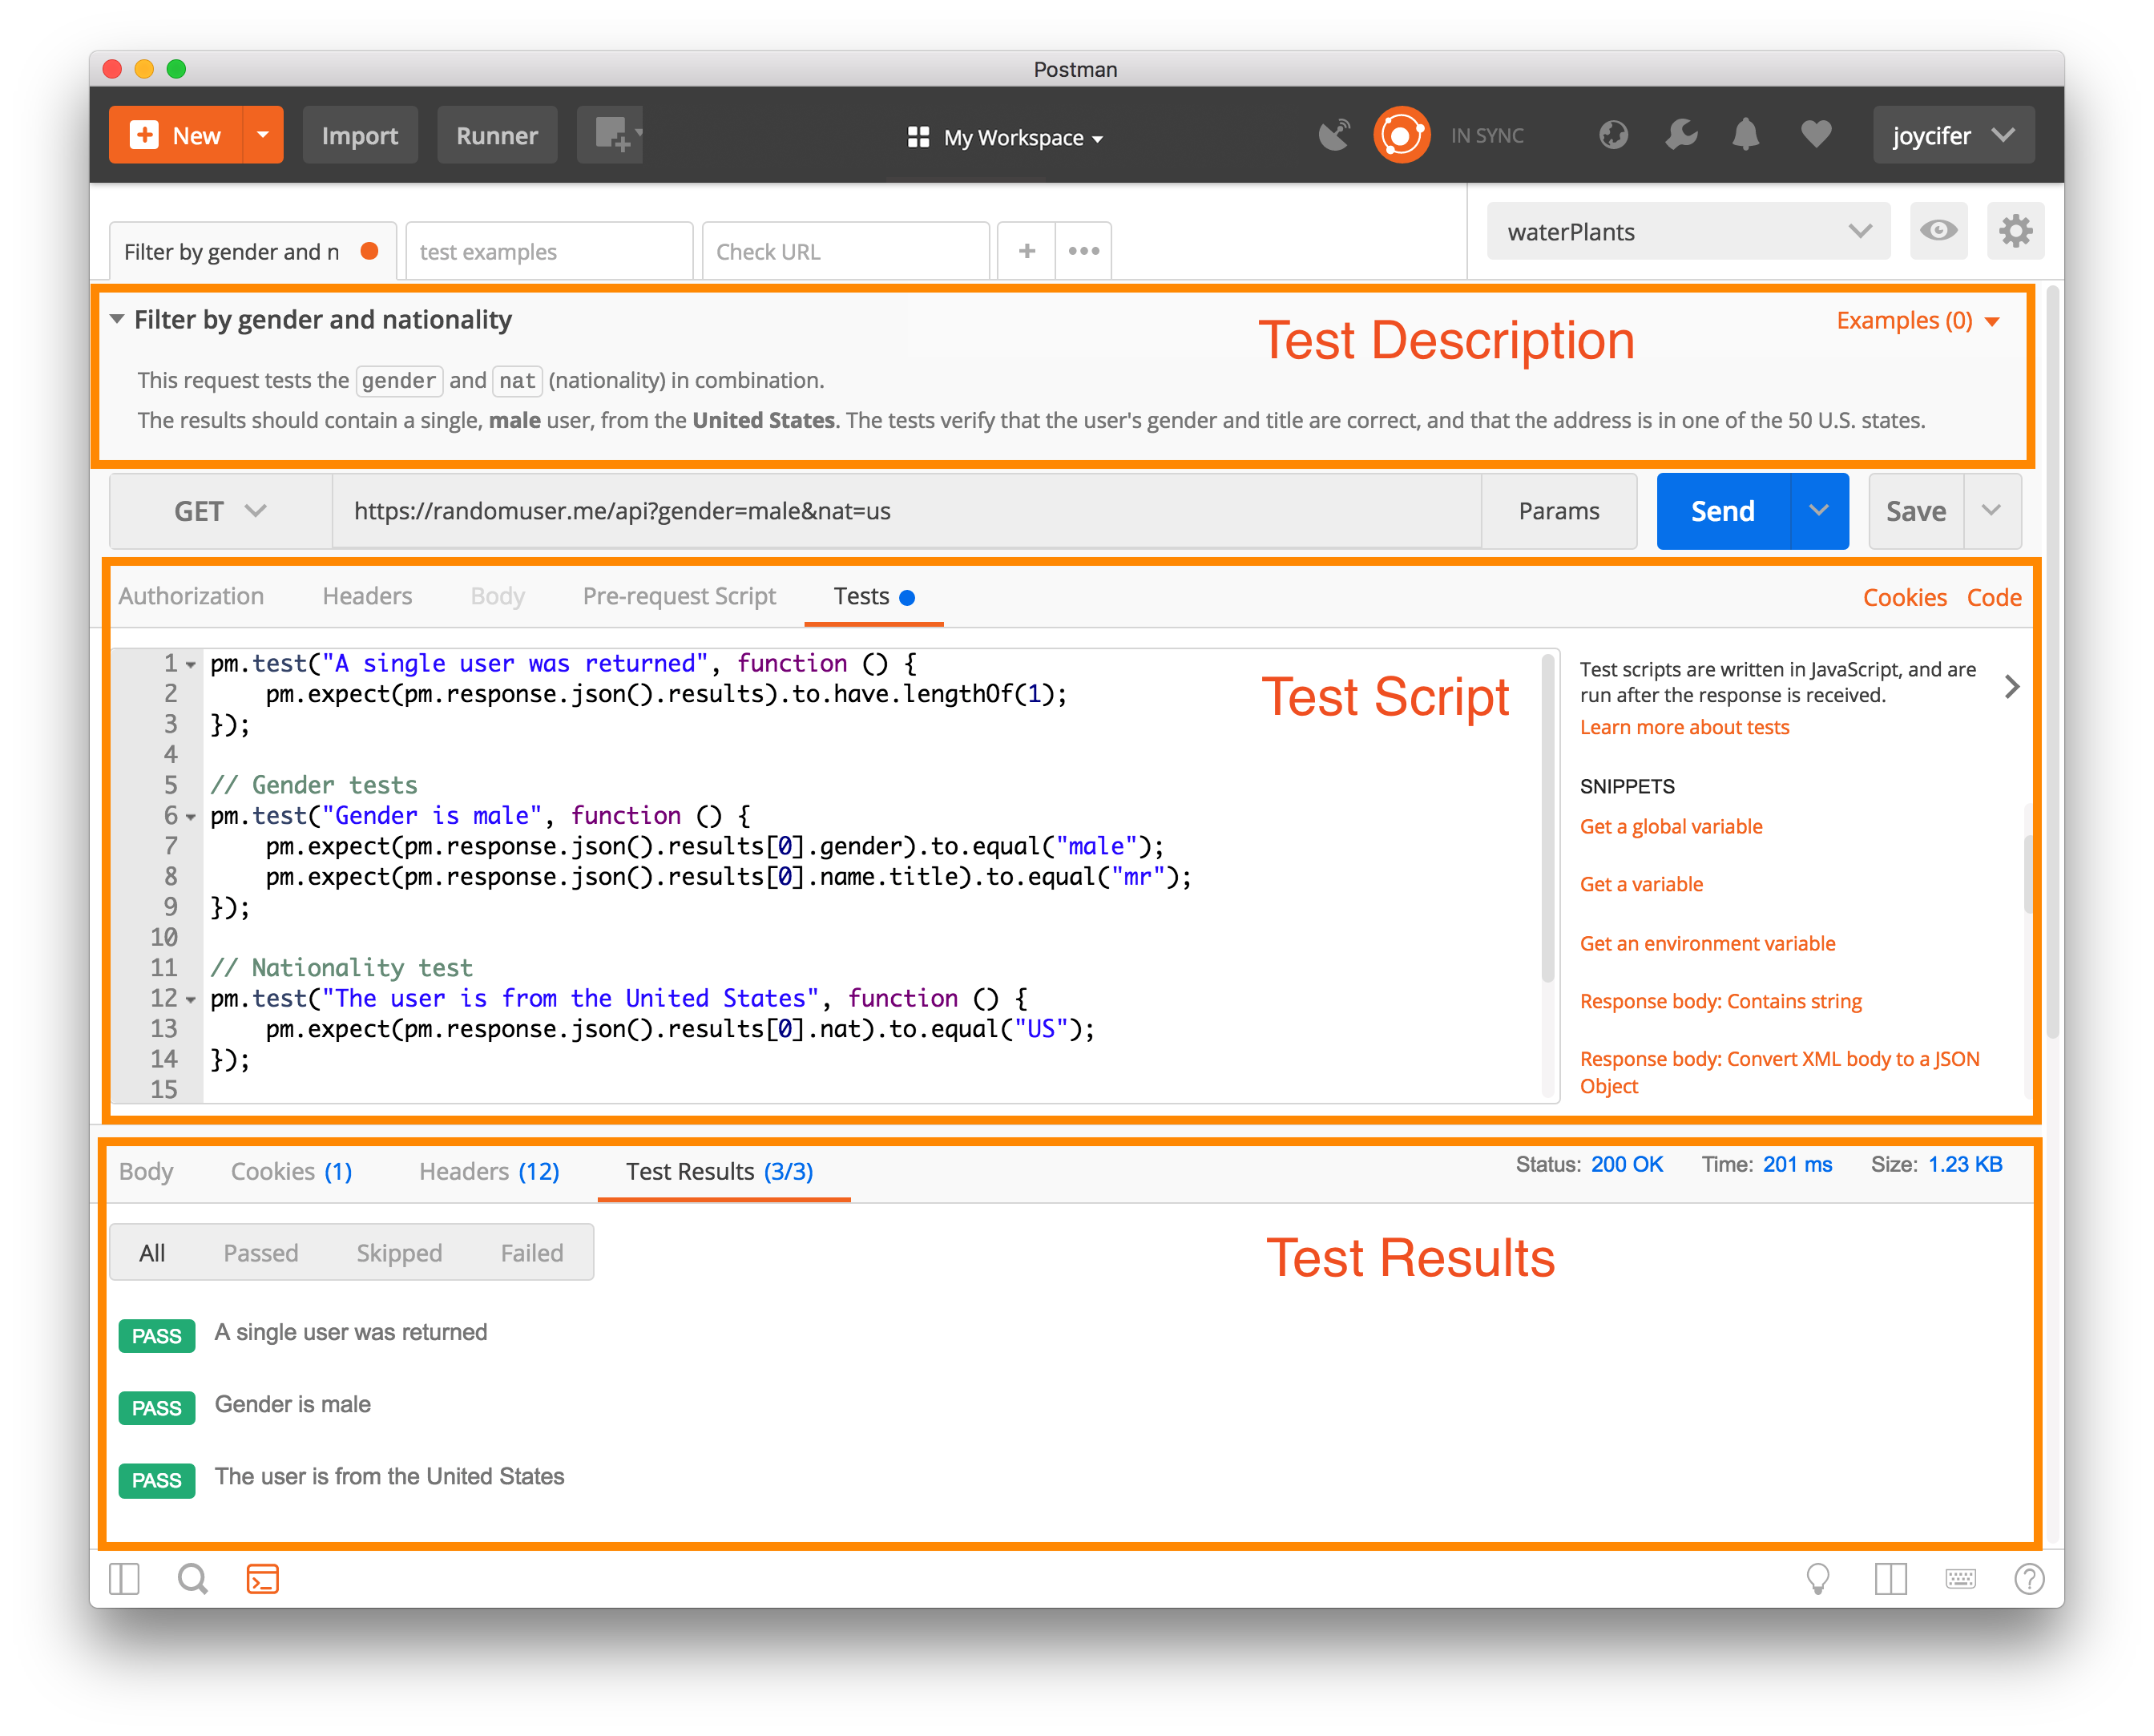 Postman
New
Import
Runner
My Workspace
IN SYNC
joycifer
Filter by gender and n
test examples
Check URL
+
•••
waterPlants
Filter by gender and nationality
Test Description
Examples (0)
This request tests the gender and nat (nationality) in combination.
The results should contain a single, male user, from the United States. The tests verify that the user's gender and title are correct, and that the address is in one of the 50 U.S. states.
GET
https://randomuser.me/api?gender=male&nat=us
Params
Send
Save
Authorization
Headers
Body
Pre-request Script
Tests
Cookies
Code
Test Script
1 pm.test("A single user was returned", function () {
2     pm.expect(pm.response.json().results).to.have.lengthOf(1);
3 });
4
5 // Gender tests
6 pm.test("Gender is male", function () {
7     pm.expect(pm.response.json().results[0].gender).to.equal("male");
8     pm.expect(pm.response.json().results[0].name.title).to.equal("mr");
9 });
10
11 // Nationality test
12 pm.test("The user is from the United States", function () {
13     pm.expect(pm.response.json().results[0].nat).to.equal("US");
14 });
15
Test scripts are written in JavaScript, and are
run after the response is received.
Learn more about tests
SNIPPETS
Get a global variable
Get a variable
Get an environment variable
Response body: Contains string
Response body: Convert XML body to a JSON
Object
Body
Cookies (1)
Headers (12)
Test Results (3/3)
Status: 200 OK
Time: 201 ms
Size: 1.23 KB
All
Passed
Skipped
Failed
Test Results
PASS A single user was returned
PASS Gender is male
PASS The user is from the United States